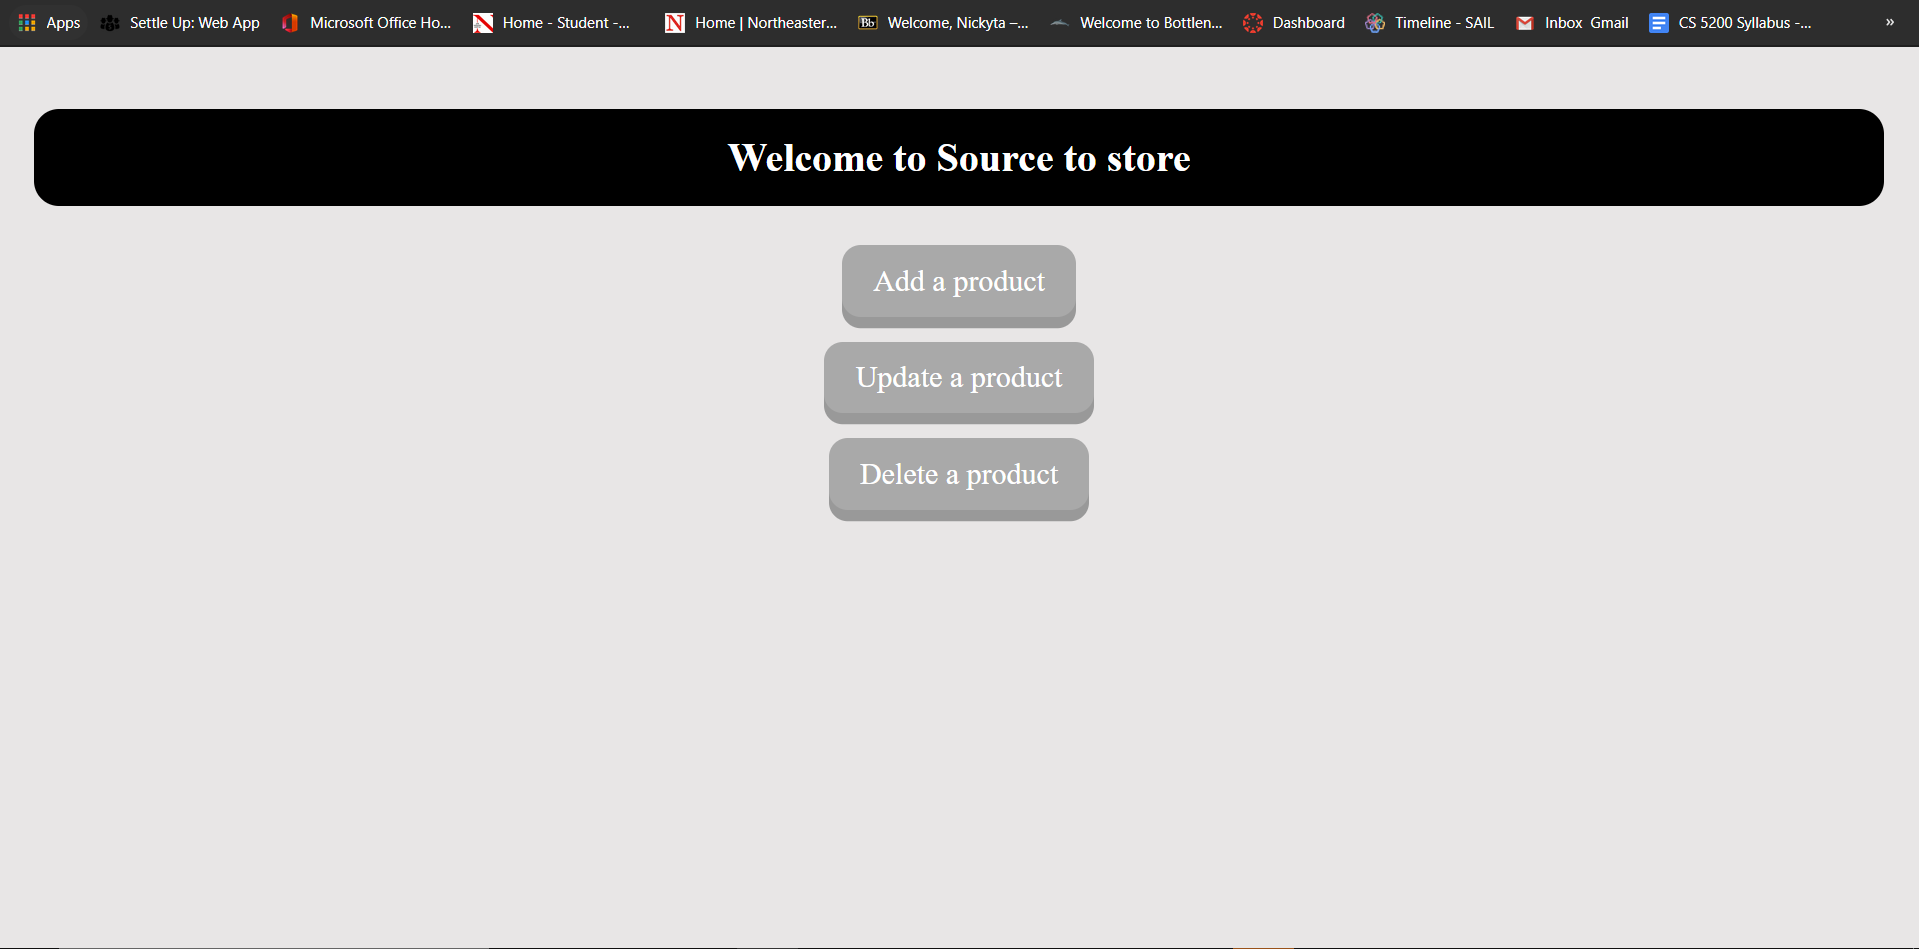 Apps Settle Up: Web App Microsoft Office Ho... Home - Student -... N Home | Northeaster... Bb Welcome, Nickyta –... Welcome to Bottlen... Dashboard Timeline - SAIL Inbox Gmail CS 5200 Syllabus -... »
Welcome to Source to store
Add a product
Update a product
Delete a product